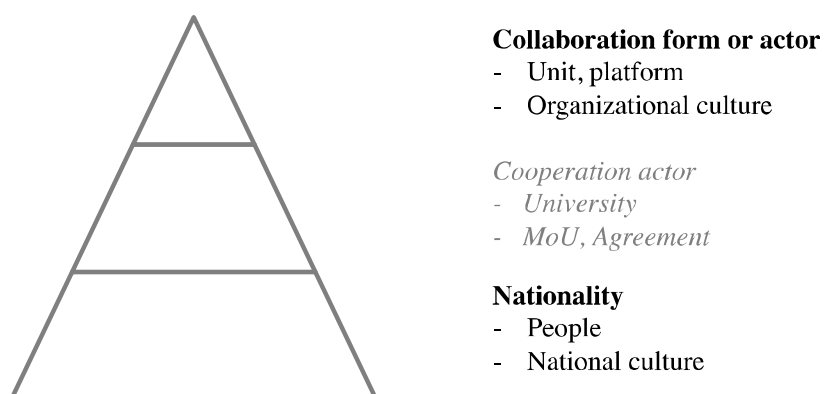 Collaboration form or actor
- Unit, platform
- Organizational culture
Cooperation actor
- University
- MoU, Agreement
Nationality
- People
- National culture